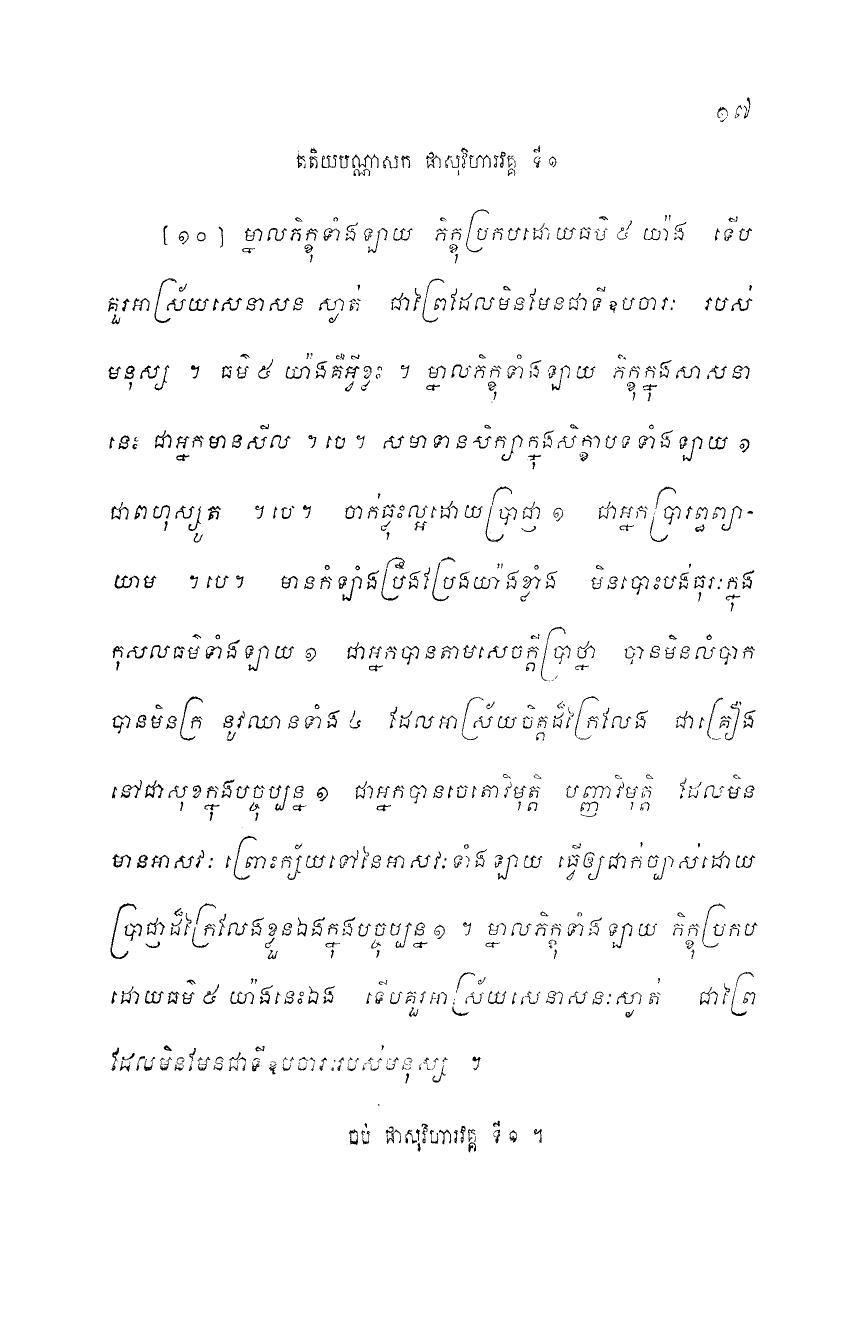 ១៧
តតិយបណ្ណាសក ផាសុវិហារវគ្គ ទី១
[១០] ម្នាលភិក្ខុទាំងឡាយ ភិក្ខុប្រកបដោយធម៌ ៥ យ៉ាង ទើប
គួរអាស្រ័យសេនាសន ស្ងាត់ ជាព្រៃដែលមិនមែនជាទីឧបចារៈ របស់
មនុស្ស ។ ធម៌ ៥ យ៉ាងគឺអ្វីខ្លះ ។ ម្នាលភិក្ខុទាំងឡាយ ភិក្ខុក្នុងសាសនា
នេះ ជាអ្នកមានសីល ។បេ។ សមាទានសិក្សាក្នុងសិក្ខាបទទាំងឡាយ ១
ជាពហុស្សូត ។បេ។ ចាក់ធ្លុះល្អដោយប្រាជ្ញា ១ ជាអ្នកប្រារព្ធព្យា-
យាម ។បេ។ មានកំឡាំងប្រឹងប្រែងយ៉ាងខ្លាំង មិនបោះបង់ធុរៈក្នុង
កុសលធម៌ទាំងឡាយ ១ ជាអ្នកបានតាមសេចក្តីប្រាថ្នា បានមិនលំបាក
បានមិនក្រ នូវឈានទាំង ៤ ដែលអាស្រ័យចិត្តដ៏ក្រៃលែង ជាគ្រឿង
នៅជាសុខក្នុងបច្ចុប្បន្ន ១ ជាអ្នកបានចេតោវិមុត្តិ បញ្ញាវិមុត្តិ ដែលមិន
មានអាសវៈ ព្រោះក្ស័យទៅនៃអាសវៈទាំងឡាយ ធ្វើឲ្យជាក់ច្បាស់ដោយ
ប្រាជ្ញាដ៏ក្រៃលែងខ្លួនឯងក្នុងបច្ចុប្បន្ន ១ ។ ម្នាលភិក្ខុទាំងឡាយ ភិក្ខុប្រកប
ដោយធម៌ ៥ យ៉ាងនេះឯង ទើបគួរអាស្រ័យសេនាសនៈស្ងាត់ ជាព្រៃ
ដែលមិនមែនជាទីឧបចារៈរបស់មនុស្ស ។
ចប់ ផាសុវិហារវគ្គ ទី១ ។